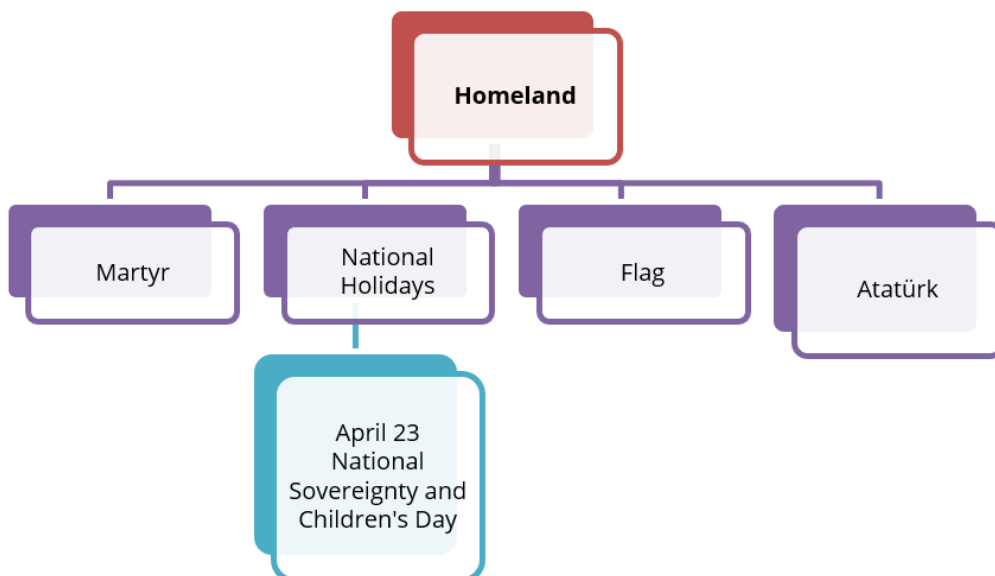 Homeland
Martyr
National
Holidays
Flag
Atatürk
April 23
National
Sovereignty and
Children's Day